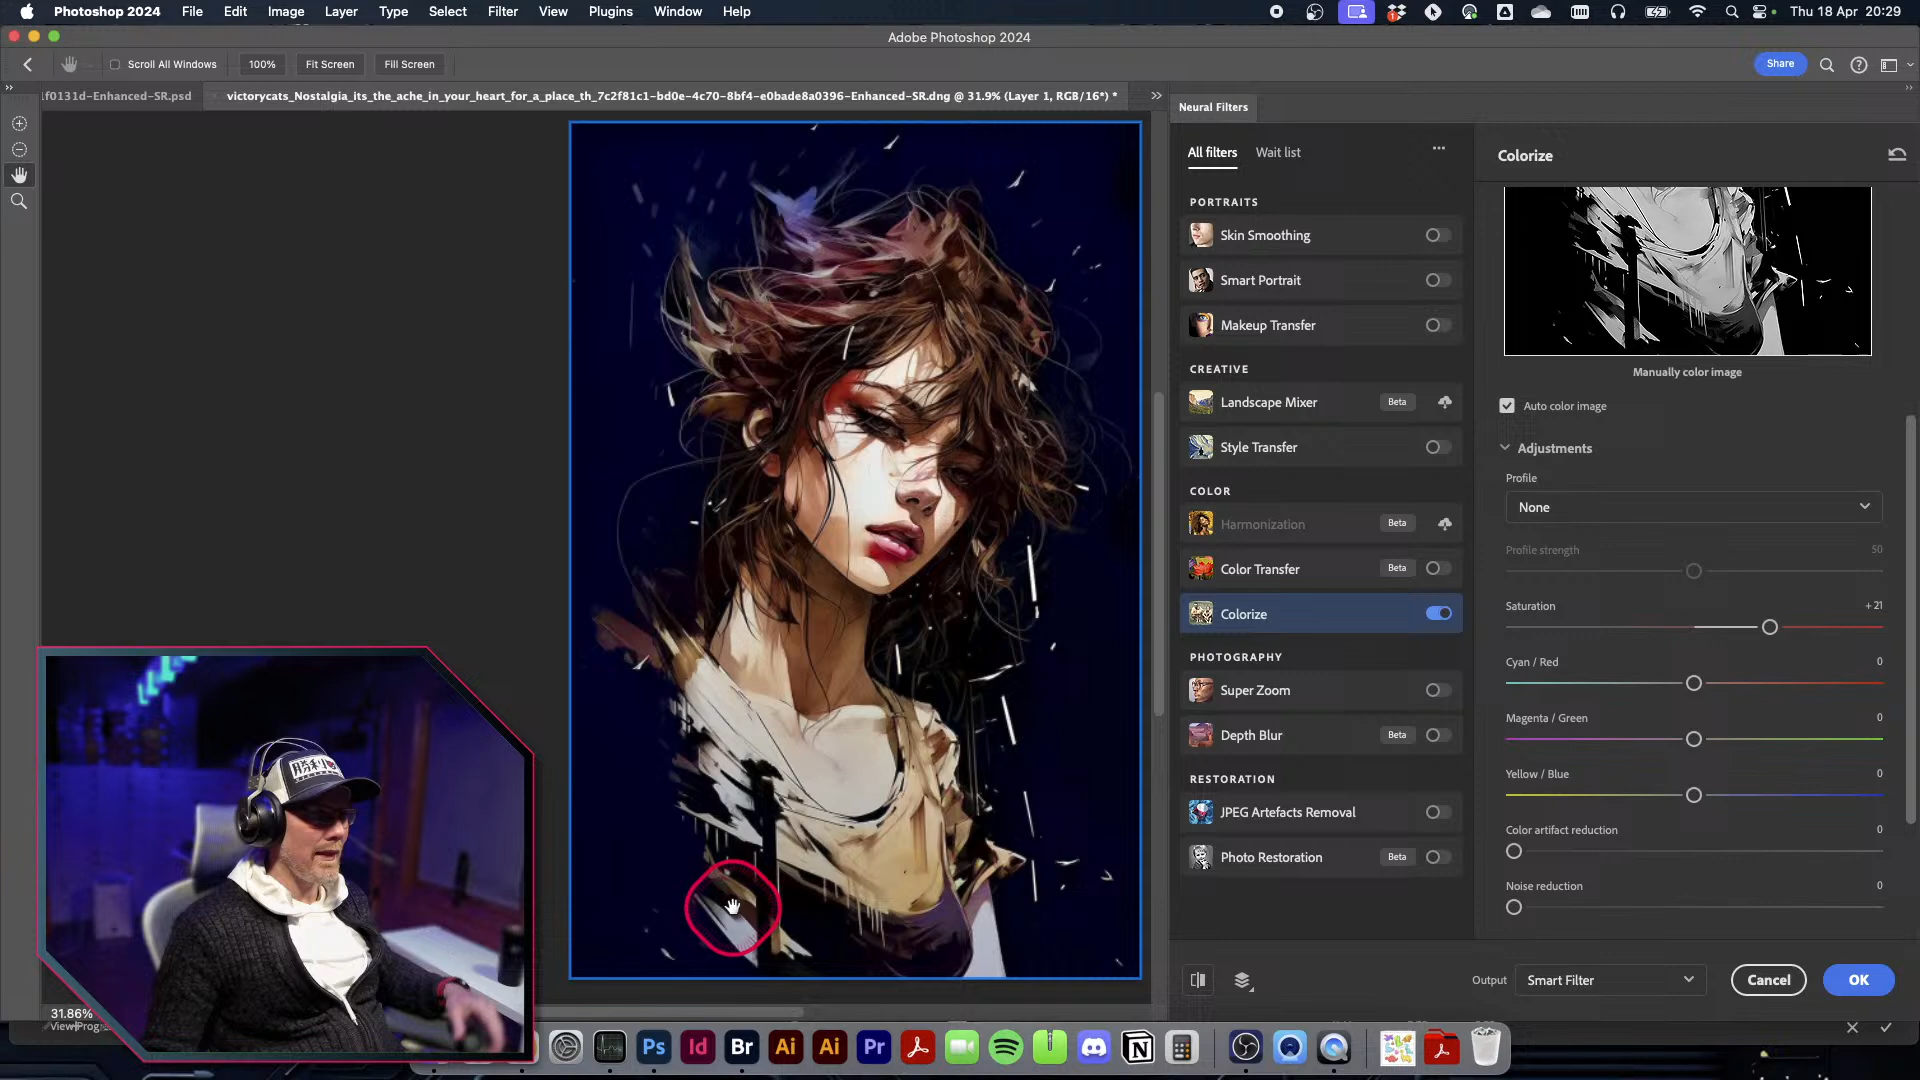 Photoshop 2024 File Edit Image Layer Type Select Filter View Plugins Window Help Thu 18 Apr 20:29
Adobe Photoshop 2024
Scroll All Windows 100% Fit Screen Fill Screen Share
1f0131d-Enhanced-SR.psd victorycats_Nostalgia_its_the_ache_in_your_heart_for_a_place_th_7c2f81c1-bd0e-4c70-8bf4-e0bade8a0396-Enhanced-SR.dng @ 31.9% (Layer 1, RGB/16*) *
Neural Filters
All filters Wait list
PORTRAITS
Skin Smoothing
Smart Portrait
Makeup Transfer
CREATIVE
Landscape Mixer Beta
Style Transfer
COLOR
Harmonization Beta
Color Transfer Beta
Colorize
PHOTOGRAPHY
Super Zoom
Depth Blur Beta
RESTORATION
JPEG Artefacts Removal
Photo Restoration Beta
Colorize
Manually color image
Auto color image
Adjustments
Profile
None
Profile strength 50
Saturation +21
Cyan / Red 0
Magenta / Green 0
Yellow / Blue 0
Color artifact reduction 0
Noise reduction 0
Output Smart Filter Cancel OK
勝利
31.86%
Ps Id Br Ai Ai Pr